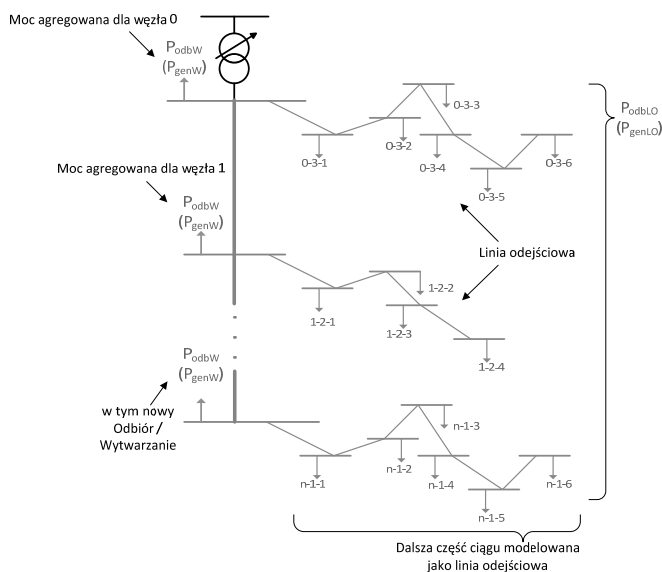 Moc agregowana dla węzła 0
PodbW
(PgenW)
0-3-3
PodbLO
(PgenLO)
0-3-1
0-3-2
0-3-4
0-3-6
0-3-5
Moc agregowana dla węzła 1
PodbW
(PgenW)
Linia odejściowa
1-2-2
1-2-1
1-2-3
1-2-4
PodbW
(PgenW)
w tym nowy
Odbiór /
Wytwarzanie
n-1-3
n-1-1
n-1-2
n-1-4
n-1-6
n-1-5
Dalsza część ciągu modelowana
jako linia odejściowa